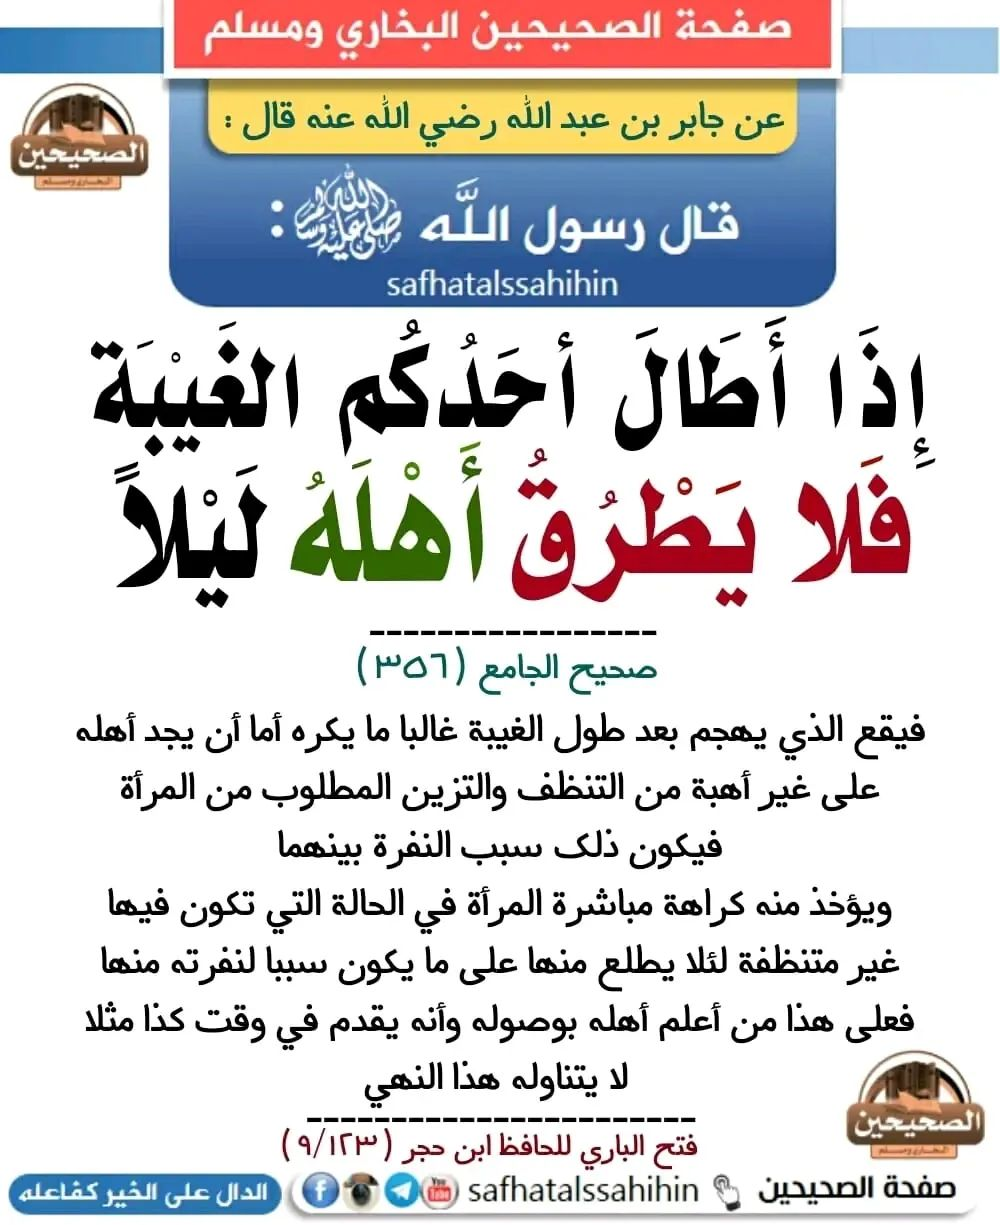 صفحة الصحيحين البخاري ومسلم
عن جابر بن عبد الله رضي الله عنه قال :
الصحيحين
البخاري ومسلم
قال رسول اللَّه ﷺ :
safhatalssahihin
إِذَا أَطَالَ أحَدُكُم الغَيْبَة
فَلا يَطْرُقُ أَهْلَهُ لَيْلاً
صحيح الجامع (٣٥٦)
فيقع الذي يهجم بعد طول الغيبة غالبا ما يكره أما أن يجد أهله
على غير أهبة من التنظف والتزين المطلوب من المرأة
فيكون ذلك سبب النفرة بينهما
ويؤخذ منه كراهة مباشرة المرأة في الحالة التي تكون فيها
غير متنظفة لئلا يطلع منها على ما يكون سببا لنفرته منها
فعلى هذا من أعلم أهله بوصوله وأنه يقدم في وقت كذا مثلا
لا يتناوله هذا النهي
الصحيحين
البخاري ومسلم
فتح الباري للحافظ ابن حجر (٩/١٢٣)
صفحة الصحيحين safhatalssahihin You Tube الدال على الخير كفاعله